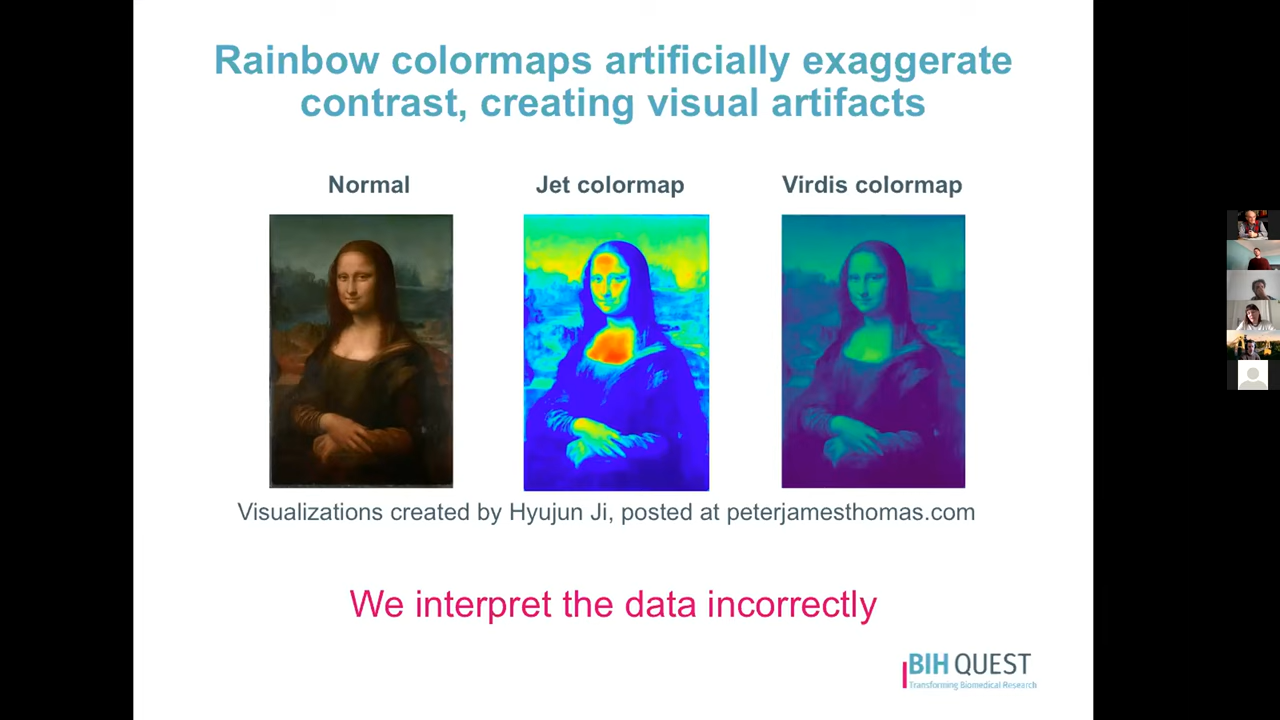 Rainbow colormaps artificially exaggerate
contrast, creating visual artifacts
Normal
Jet colormap
Virdis colormap
Visualizations created by Hyujun Ji, posted at peterjamesthomas.com
We interpret the data incorrectly
BIH QUEST
Transforming Biomedical Research